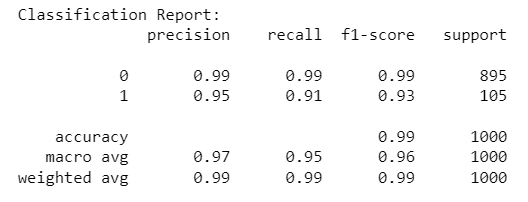 Classification Report:
precision recall f1-score support
0 0.99 0.99 0.99 895
1 0.95 0.91 0.93 105
accuracy 0.99 1000
macro avg 0.97 0.95 0.96 1000
weighted avg 0.99 0.99 0.99 1000